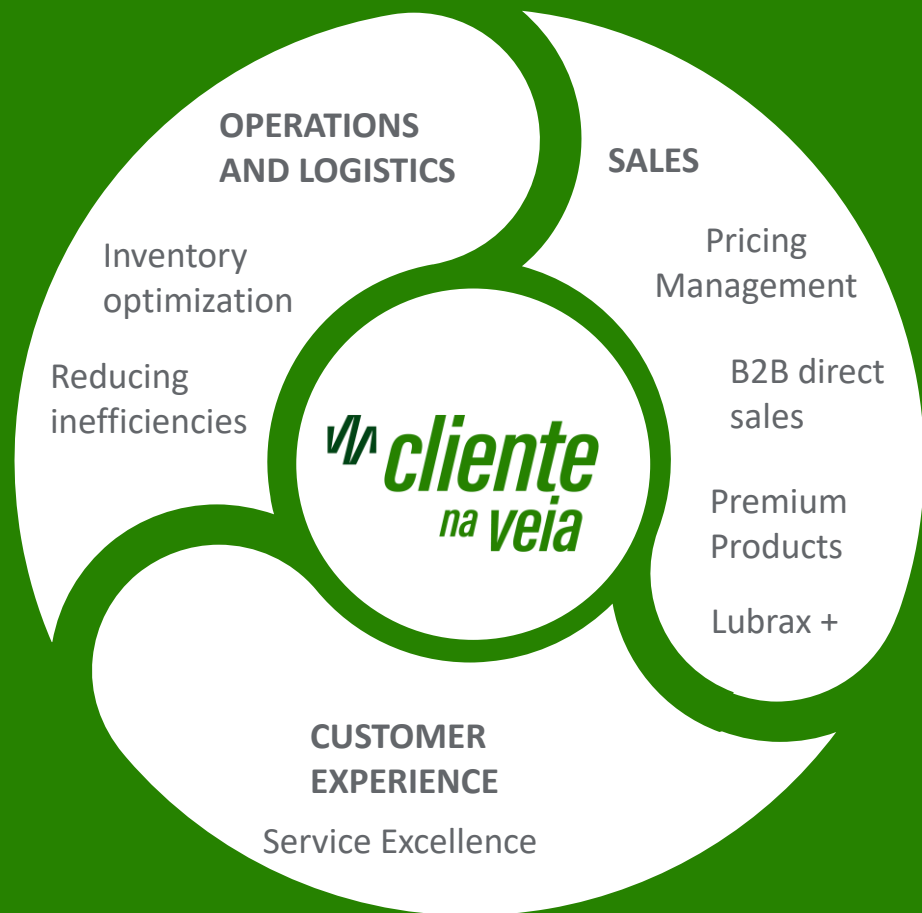 OPERATIONS
AND LOGISTICS
Inventory
optimization
Reducing
inefficiencies
SALES
Pricing
Management
B2B direct
sales
Premium
Products
Lubrax +
cliente
na veia
CUSTOMER
EXPERIENCE
Service Excellence